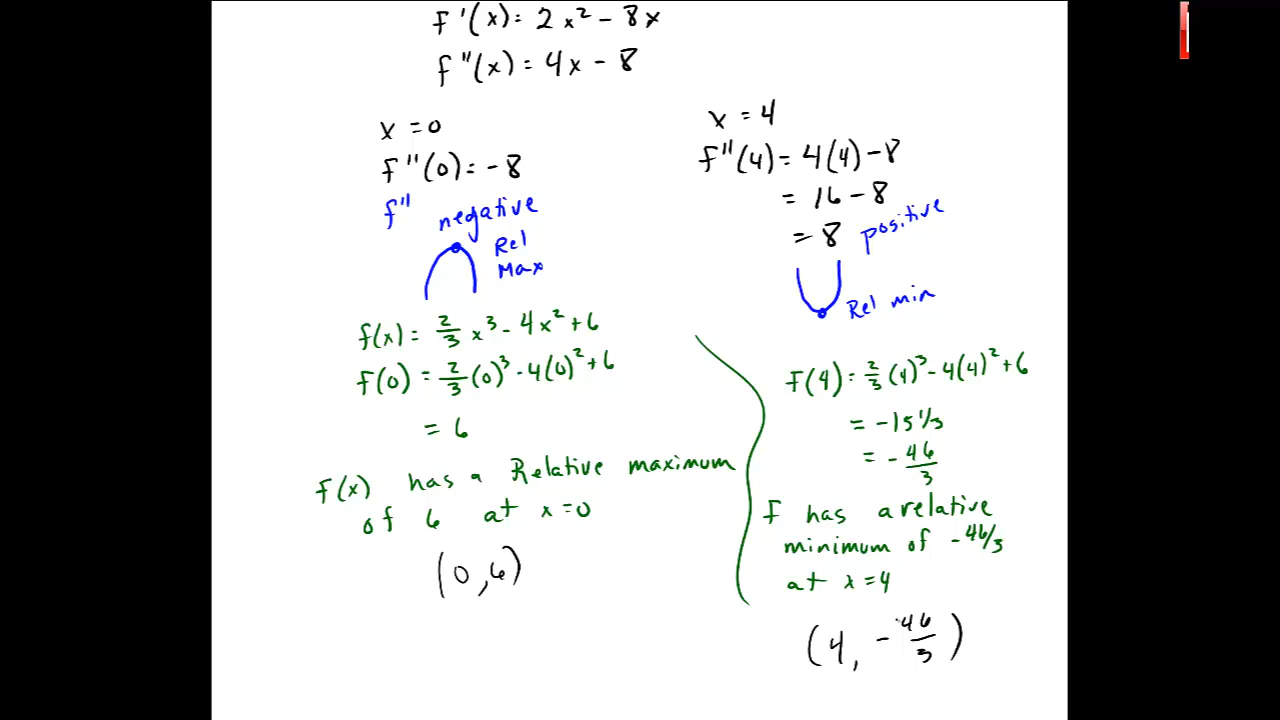 f'(x) = 2x² - 8x
f"(x) = 4x - 8
x = 0
f"(0) = -8
f" negative
Rel
Max
f(x) = 2/3 x³ - 4x² + 6
f(0) = 2/3 (0)³ - 4(0)² + 6
= 6
f(x) has a Relative maximum
of 6 at x = 0
(0, 6)
x = 4
f"(4) = 4(4) - 8
= 16 - 8
= 8 positive
Rel min
f(4) = 2/3 (4)³ - 4(4)² + 6
= -15 1/3
= - 46/3
f has a relative
minimum of -46/3
at x = 4
(4, - 46/3)